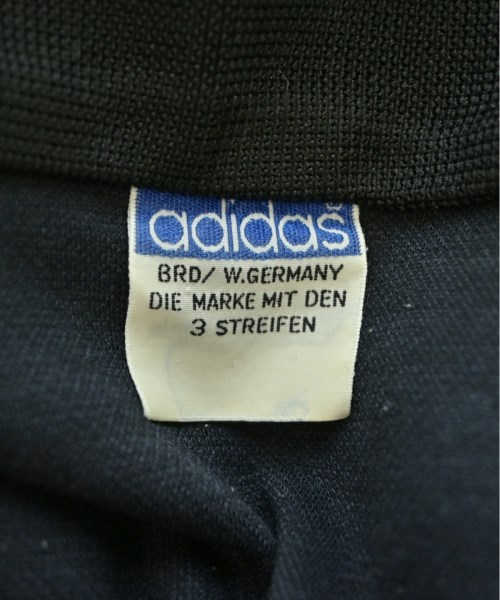 adidas
BRD/ W.GERMANY
DIE MARKE MIT DEN
3 STREIFEN